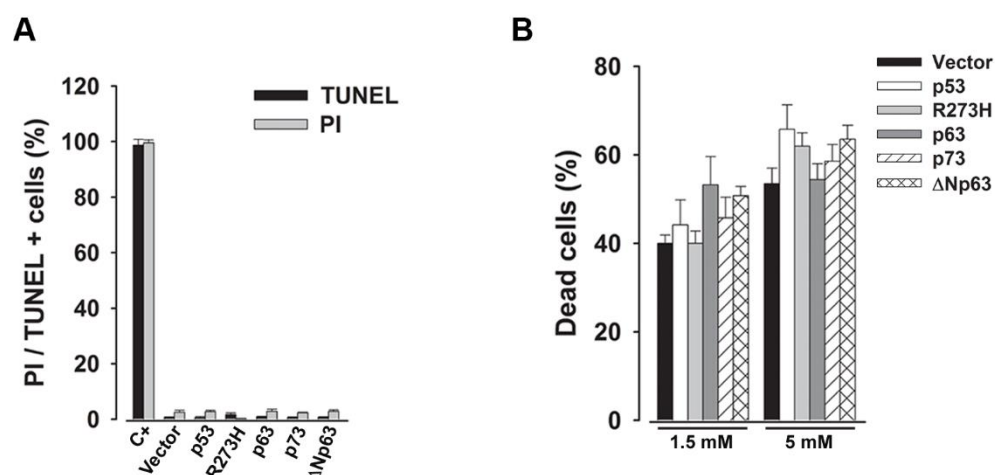 A
PI / TUNEL + cells (%)
120
100
80
60
40
20
0
TUNEL
PI
C+
Vector
p53
R273H
p63
p73
ΔNp63
B
Dead cells (%)
80
60
40
20
0
1.5 mM
5 mM
Vector
p53
R273H
p63
p73
ΔNp63